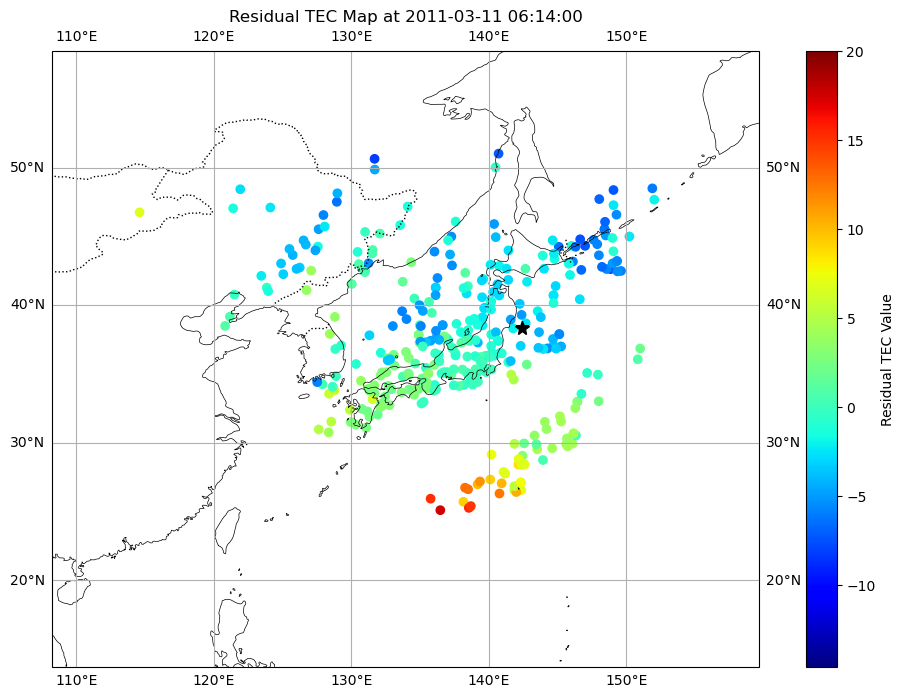 Residual TEC Map at 2011-03-11 06:14:00
110°E 120°E 130°E 140°E 150°E
50°N 50°N
40°N 40°N
30°N 30°N
20°N 20°N
110°E 120°E 130°E 140°E 150°E
20
15
10
5
0
−5
−10
Residual TEC Value